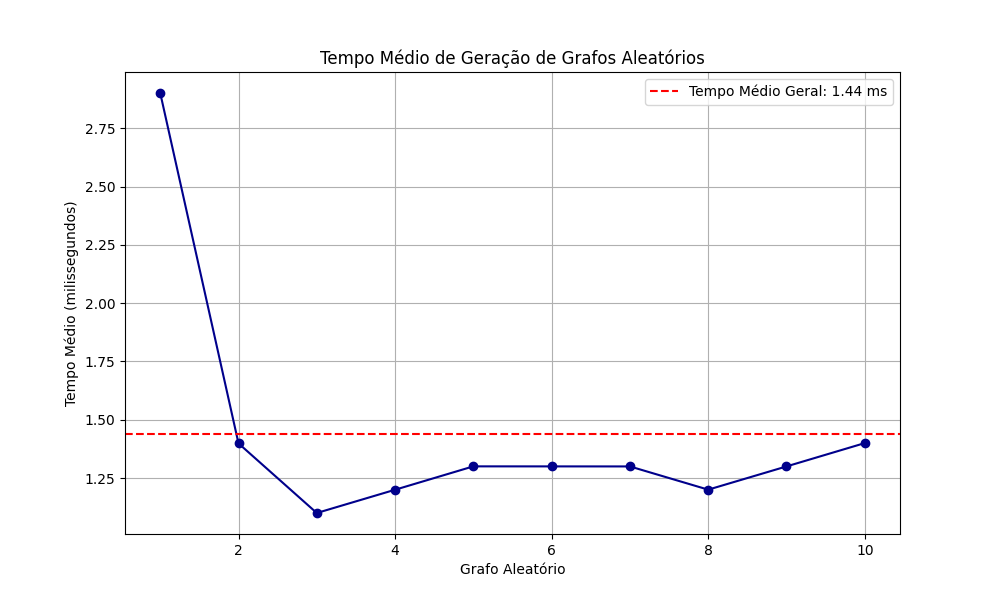 Tempo Médio de Geração de Grafos Aleatórios
Tempo Médio Geral: 1.44 ms
Tempo Médio (milissegundos)
2.75
2.50
2.25
2.00
1.75
1.50
1.25
2 4 6 8 10
Grafo Aleatório